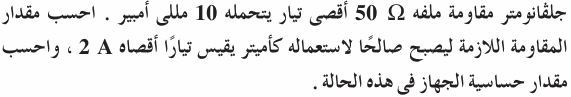 جلڤانومتر مقاومة ملفه 50 Ω أقصى تيار يتحمله 10 مللى أمبير . احسب مقدار
المقاومة اللازمة ليصبح صالحًا لاستعماله كأميتر يقيس تيارًا أقصاه 2 A ، واحسب
مقدار حساسية الجهاز فى هذه الحالة .